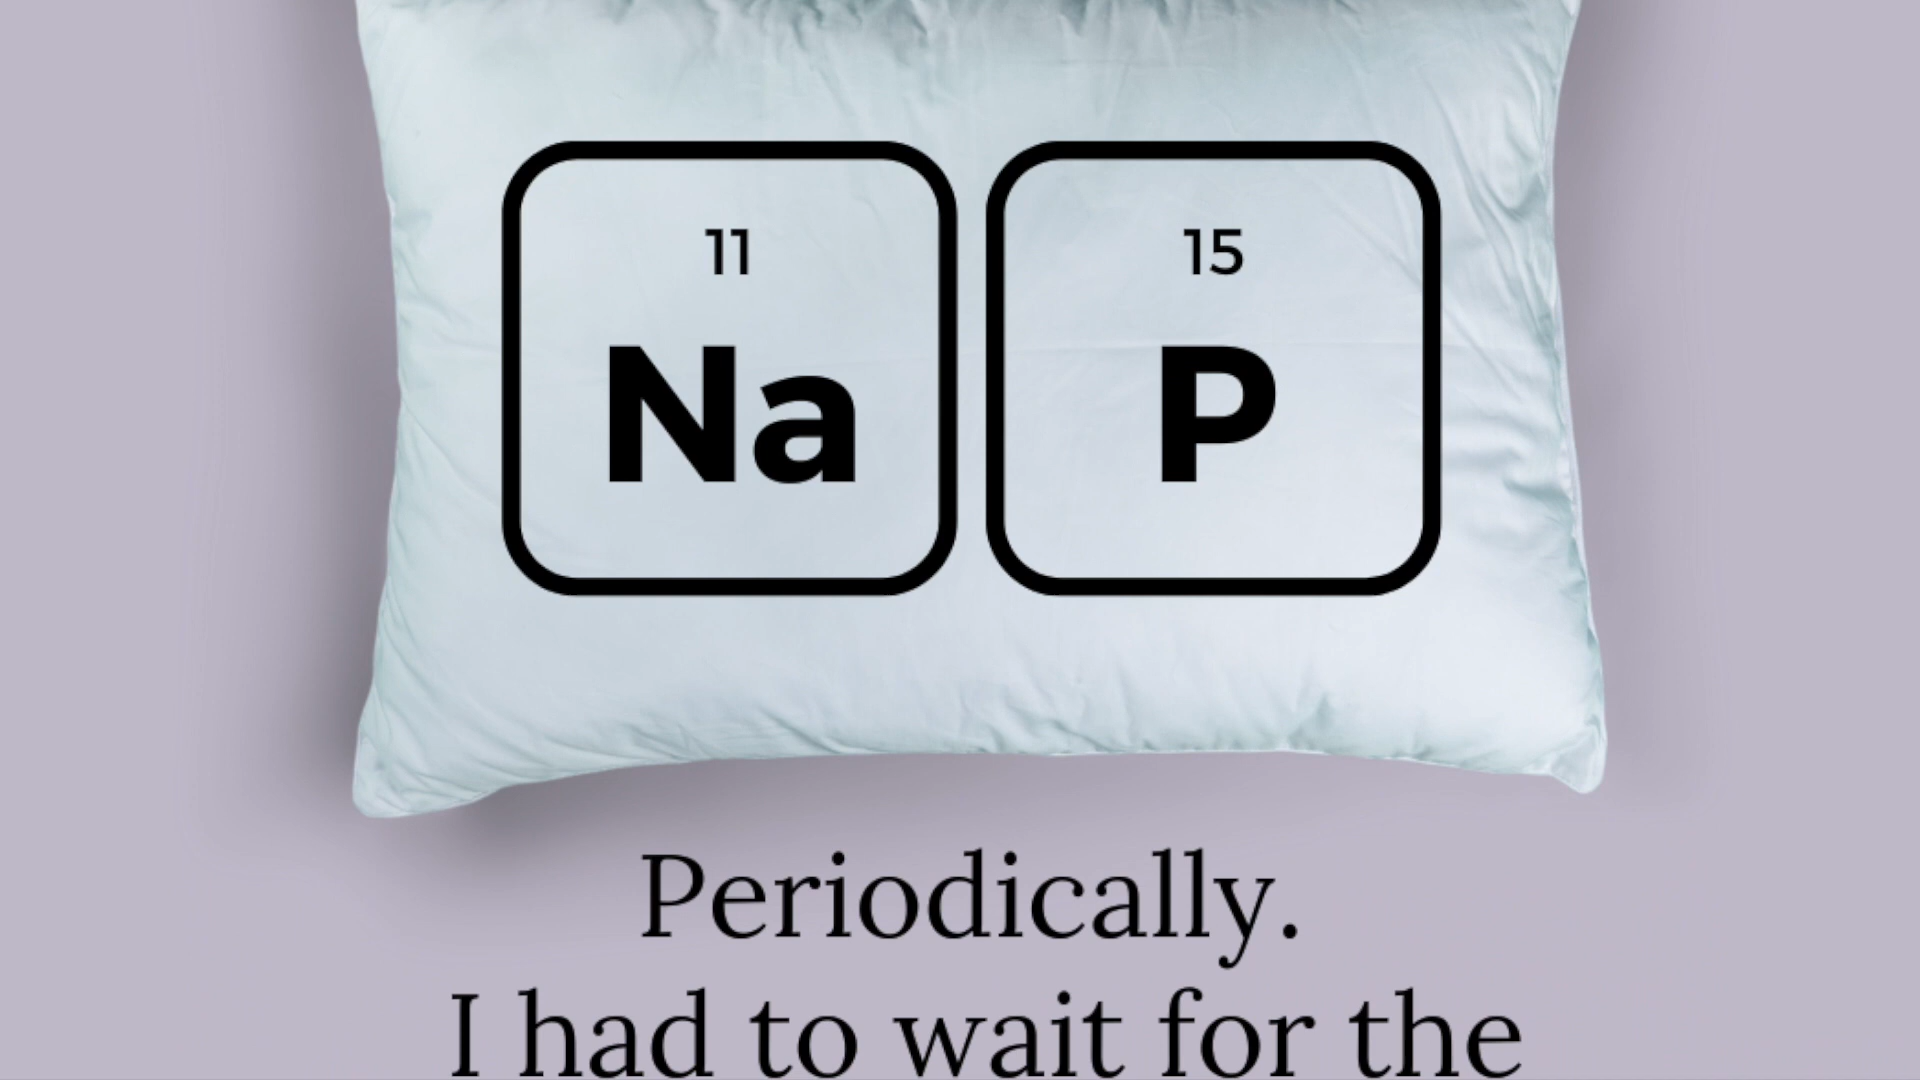 11 15
Na P
Periodically.
I had to wait for the